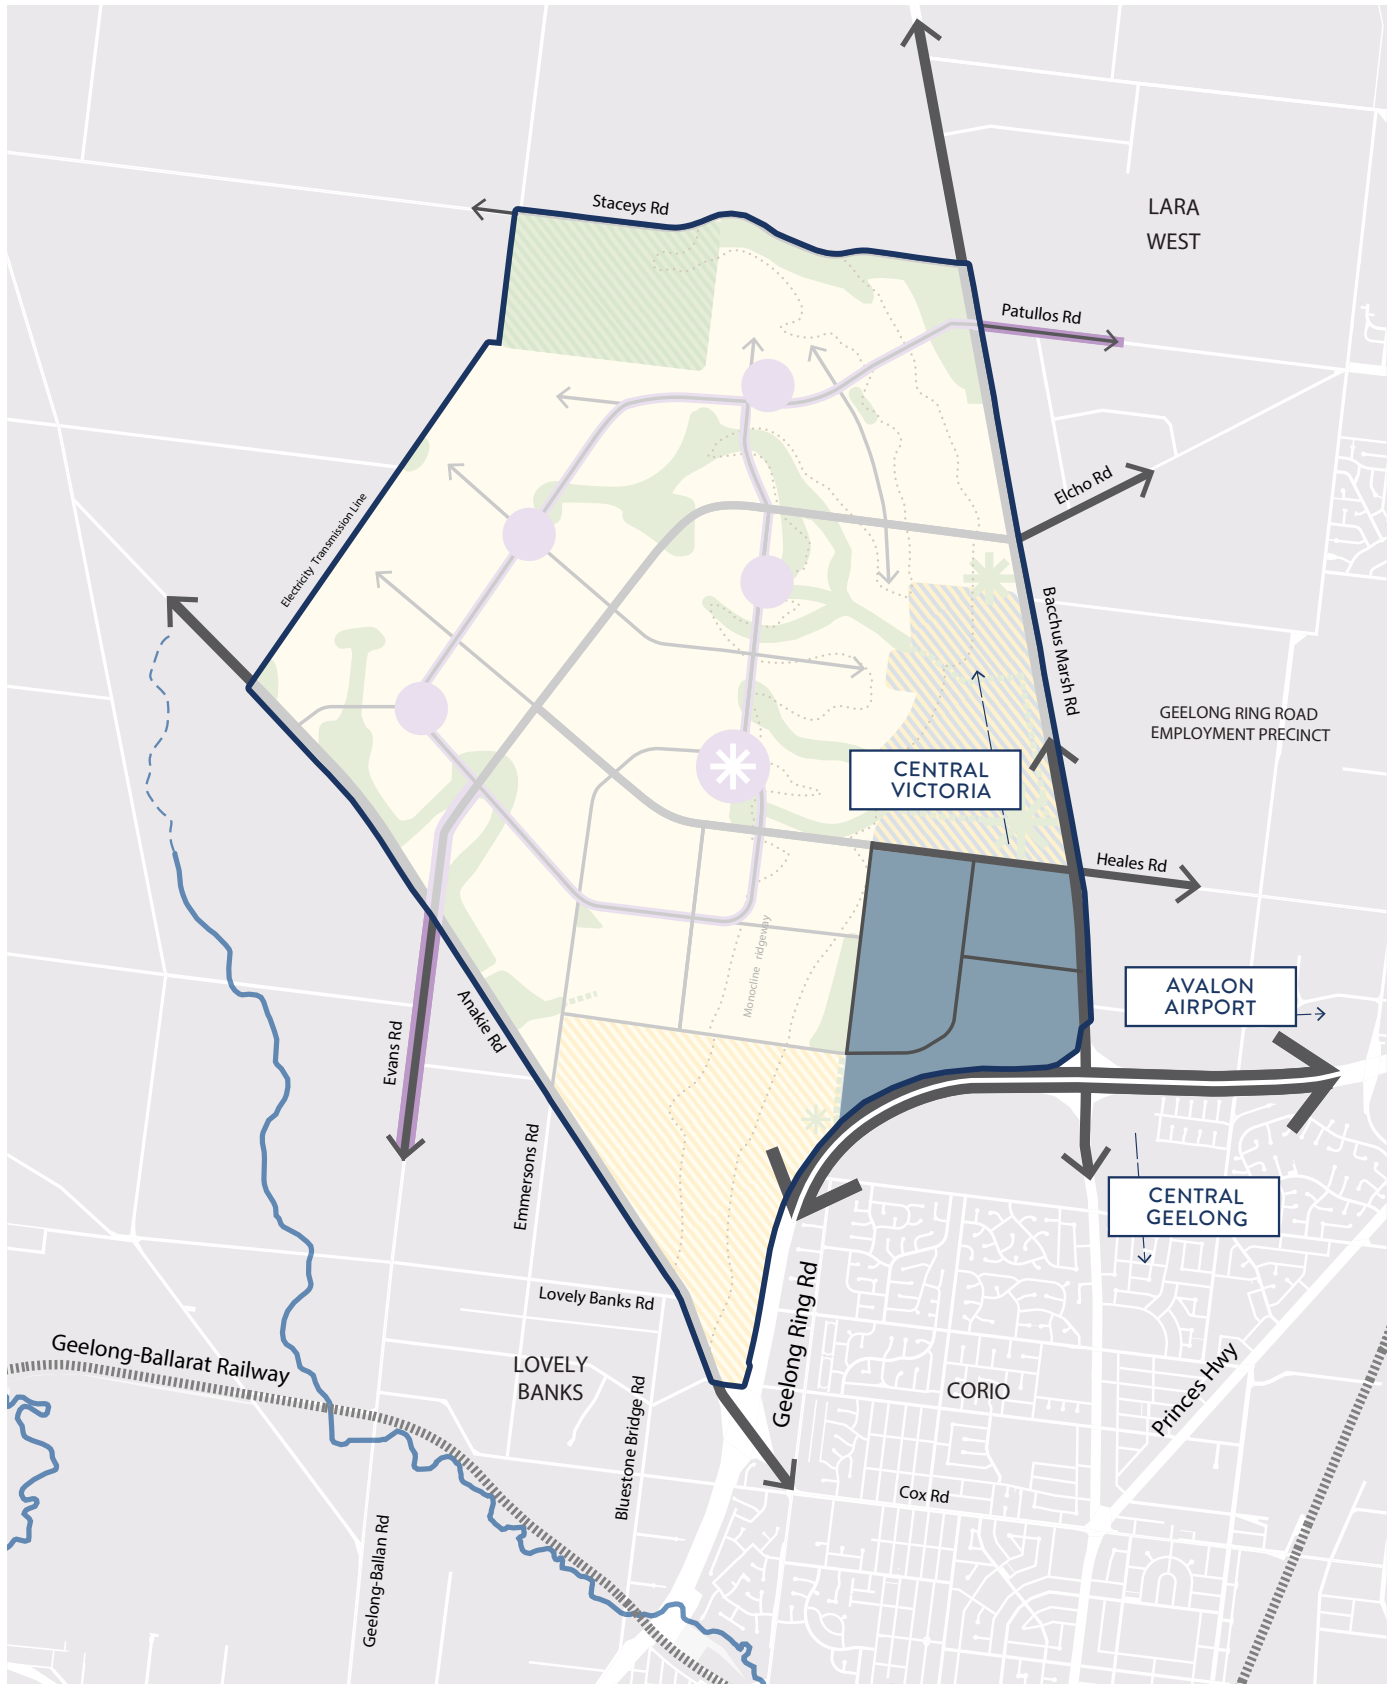 Staceys Rd
LARA
WEST
Patullos Rd
Elcho Rd
Electricity Transmission Line
Bacchus Marsh Rd
GEELONG RING ROAD
EMPLOYMENT PRECINCT
CENTRAL
VICTORIA
Heales Rd
Monocline ridgeway
AVALON
AIRPORT
Anakie Rd
Evans Rd
Emmersons Rd
CENTRAL
GEELONG
Lovely Banks Rd
Geelong Ring Rd
Geelong-Ballarat Railway
LOVELY
BANKS
CORIO
Princes Hwy
Bluestone Bridge Rd
Cox Rd
Geelong-Ballan Rd